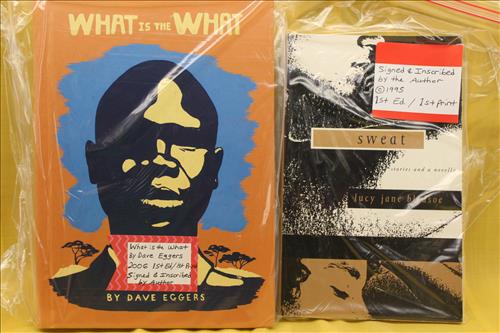 WHAT IS THE WHAT
What is the What
By Dave Eggers
2006 1st Ed/1st Print
Signed & Inscribed
by Author
BY DAVE EGGERS
Signed & Inscribed
by the Author
©1995
1st Ed. / 1st print
sweat
stories and a novella
lucy jane bledsoe